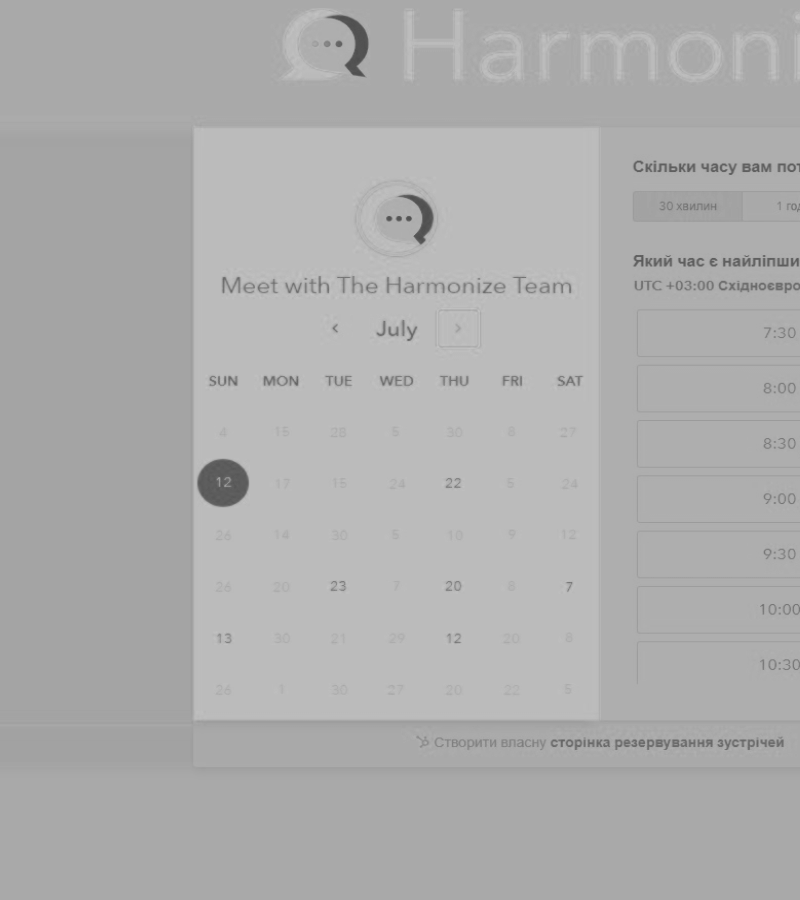 Harmoni
Скільки часу вам пот
30 хвилин 1 год
Який час є найліпши
UTC +03:00 Східноєвро
7:30
8:00
8:30
9:00
9:30
10:00
10:30
Meet with The Harmonize Team
‹ July ›
SUN MON TUE WED THU FRI SAT
4 15 28 5 30 8 27
12 17 15 24 22 5 24
26 14 30 5 10 9 12
26 20 23 7 20 8 7
13 30 21 29 12 20 8
26 1 30 27 20 22 5
Створити власну сторінка резервування зустрічей